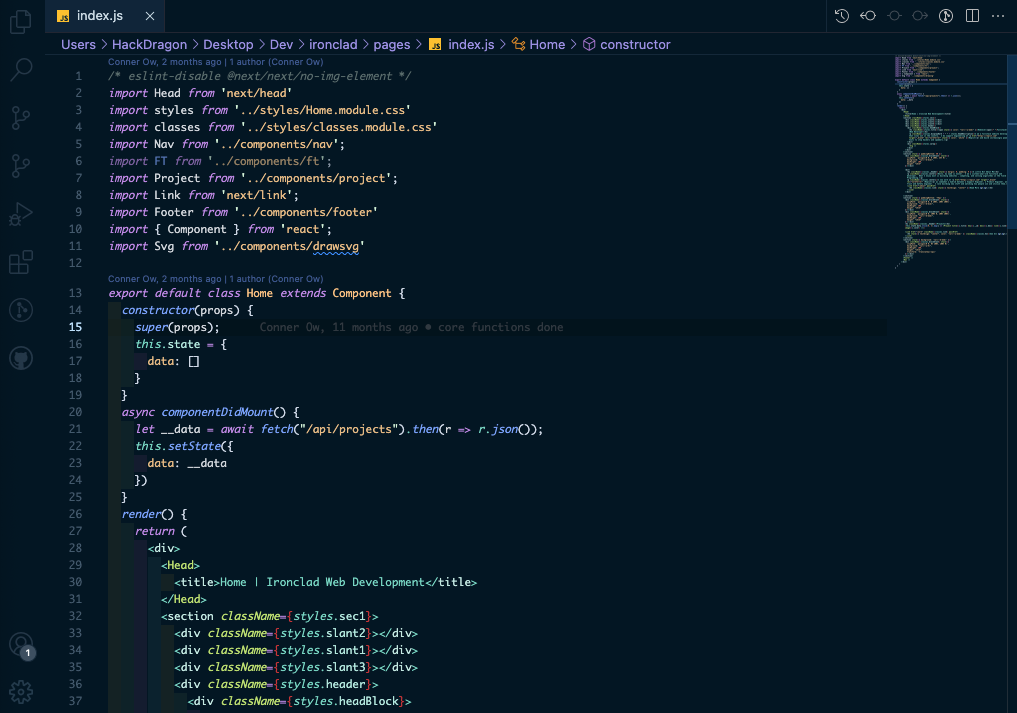 JS index.js
Users > HackDragon > Desktop > Dev > ironclad > pages > JS index.js > Home > constructor
Conner Ow, 2 months ago | 1 author (Conner Ow)
1 /* eslint-disable @next/next/no-img-element */
2 import Head from 'next/head'
3 import styles from '../styles/Home.module.css'
4 import classes from '../styles/classes.module.css'
5 import Nav from '../components/nav';
6 import FT from '../components/ft';
7 import Project from '../components/project';
8 import Link from 'next/link';
9 import Footer from '../components/footer'
10 import { Component } from 'react';
11 import Svg from '../components/drawsvg'
12
Conner Ow, 2 months ago | 1 author (Conner Ow)
13 export default class Home extends Component {
14 constructor(props) {
15 super(props); Conner Ow, 11 months ago • core functions done
16 this.state = {
17 data: []
18 }
19 }
20 async componentDidMount() {
21 let __data = await fetch("/api/projects").then(r => r.json());
22 this.setState({
23 data: __data
24 })
25 }
26 render() {
27 return (
28 <div>
29 <Head>
30 <title>Home | Ironclad Web Development</title>
31 </Head>
32 <section className={styles.sec1}>
33 <div className={styles.slant2}></div>
34 <div className={styles.slant1}></div>
35 <div className={styles.slant3}></div>
36 <div className={styles.header}>
37 <div className={styles.headBlock}>
1